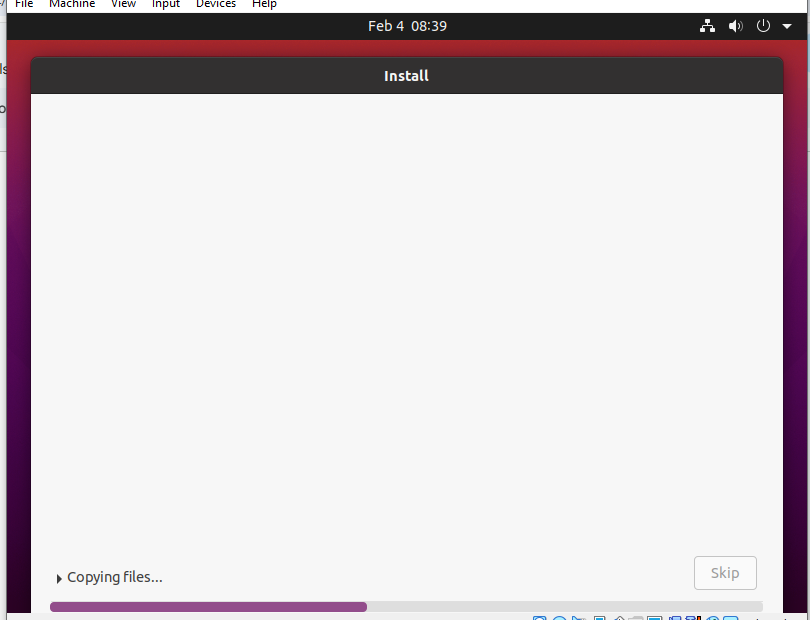 File Machine View Input Devices Help
Feb 4 08:39
Install
Copying files...
Skip